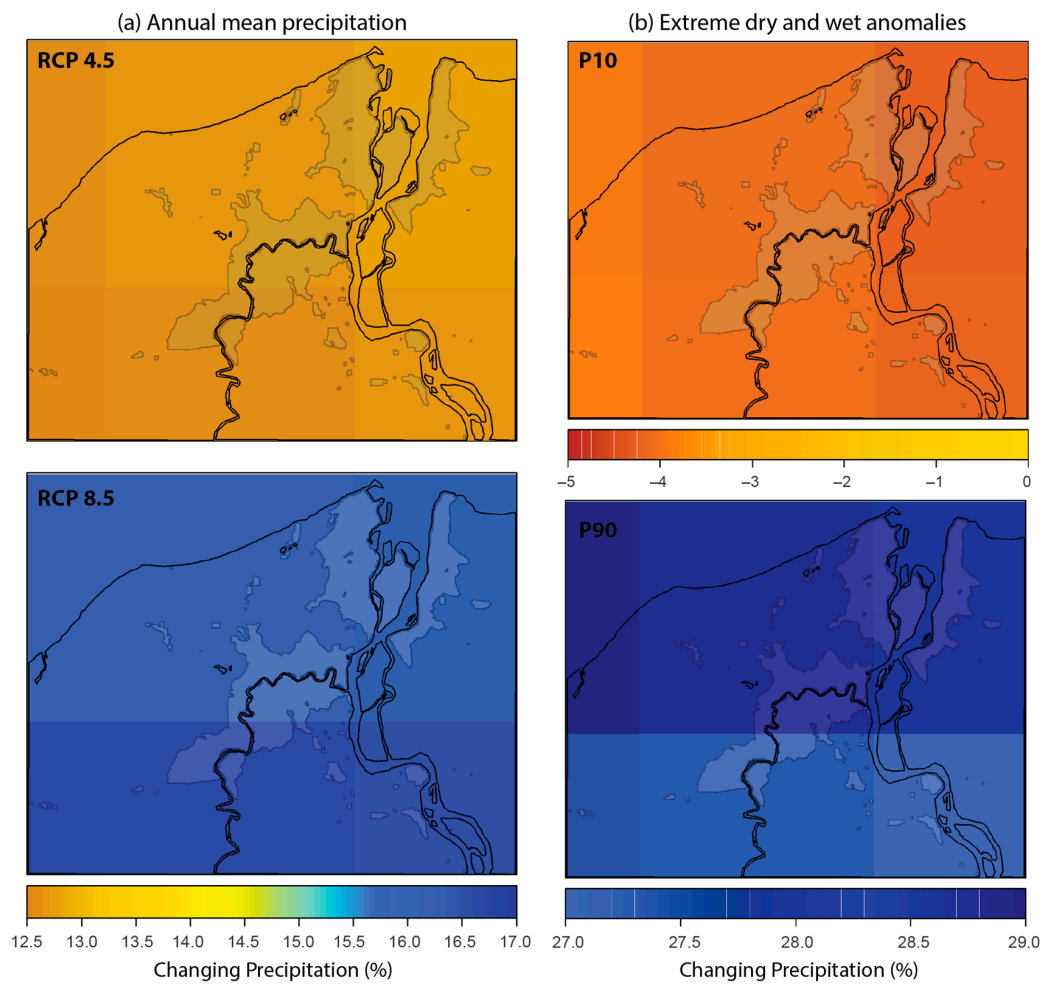 (a) Annual mean precipitation
(b) Extreme dry and wet anomalies
RCP 4.5
P10
–5 –4 –3 –2 –1 0
RCP 8.5
P90
12.5 13.0 13.5 14.0 14.5 15.0 15.5 16.0 16.5 17.0
27.0 27.5 28.0 28.5 29.0
Changing Precipitation (%)
Changing Precipitation (%)